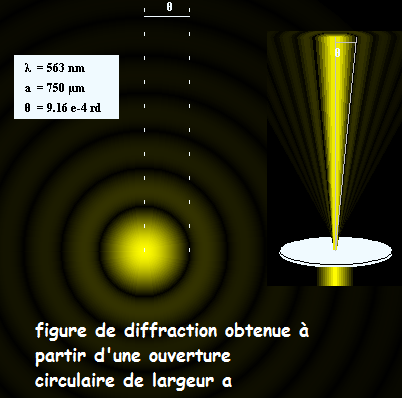 θ
λ = 563 nm
a = 750 µm
θ = 9.16 e-4 rd
θ
figure de diffraction obtenue à
partir d'une ouverture
circulaire de largeur a